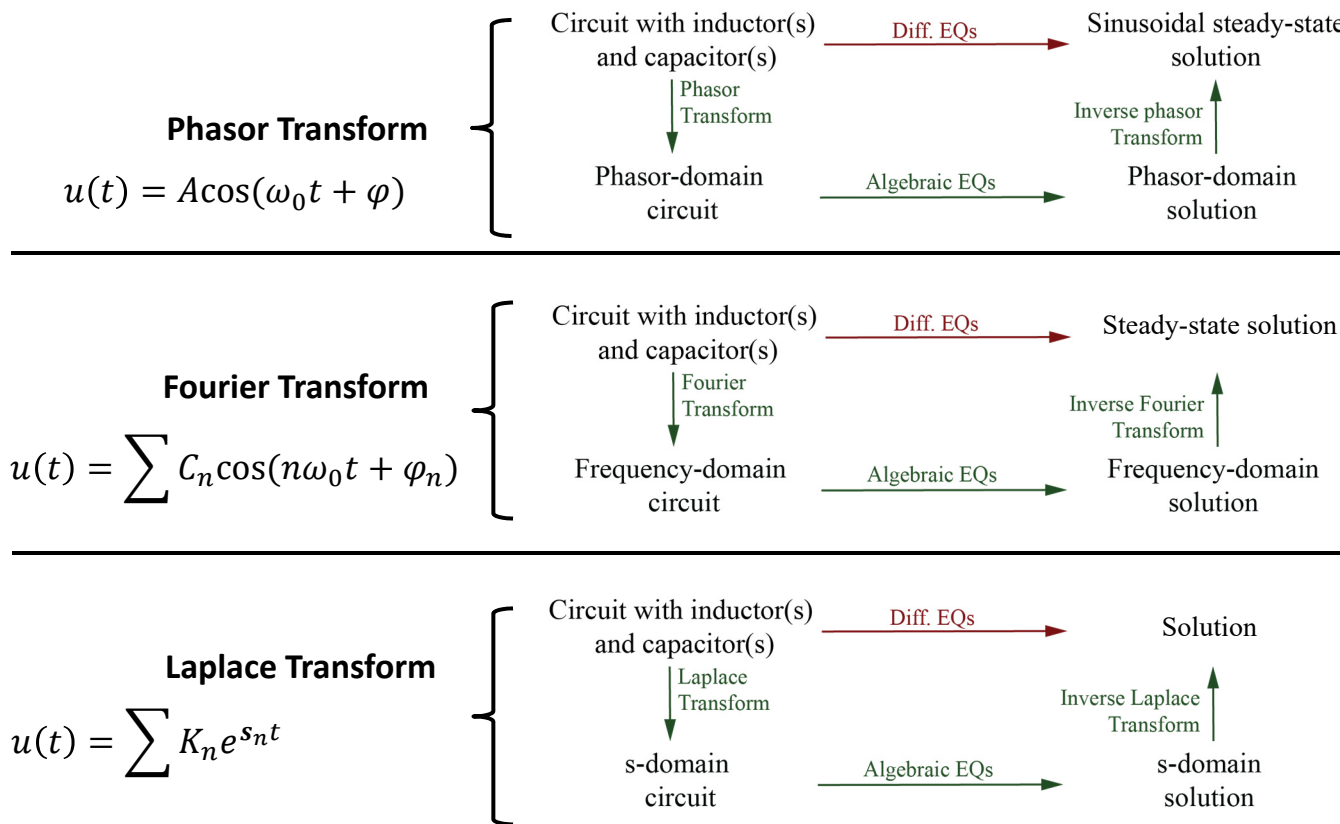 Circuit with inductor(s)
and capacitor(s)
Diff. EQs
Sinusoidal steady-state
solution
Phasor
Transform
Inverse phasor
Transform
Phasor Transform
u(t) = Acos(ω₀t + φ)
Phasor-domain
circuit
Algebraic EQs
Phasor-domain
solution
Circuit with inductor(s)
and capacitor(s)
Diff. EQs
Steady-state solution
Fourier
Transform
Inverse Fourier
Transform
Fourier Transform
u(t) = ∑ Cₙcos(nω₀t + φₙ)
Frequency-domain
circuit
Algebraic EQs
Frequency-domain
solution
Circuit with inductor(s)
and capacitor(s)
Diff. EQs
Solution
Laplace
Transform
Inverse Laplace
Transform
Laplace Transform
u(t) = ∑ Kₙe^{sₙt}
s-domain
circuit
Algebraic EQs
s-domain
solution